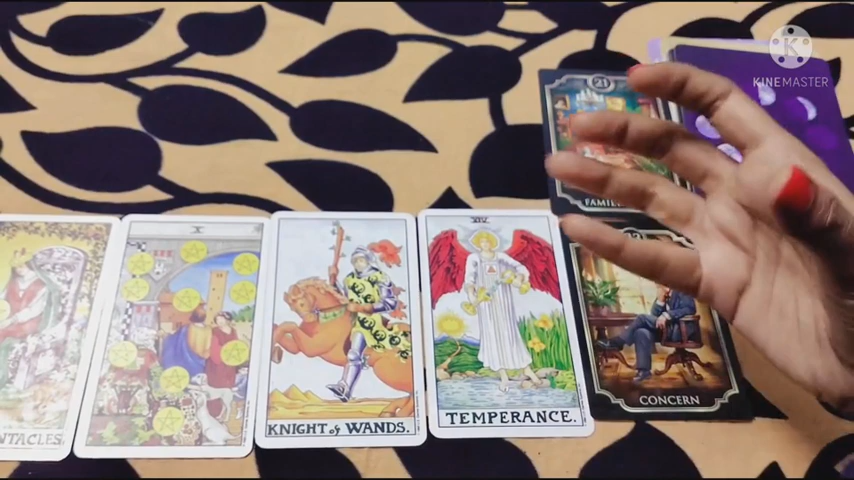 KINEMASTER
21
FAMIL
XIV
X
NTACLES
KNIGHT of WANDS.
TEMPERANCE.
CONCERN